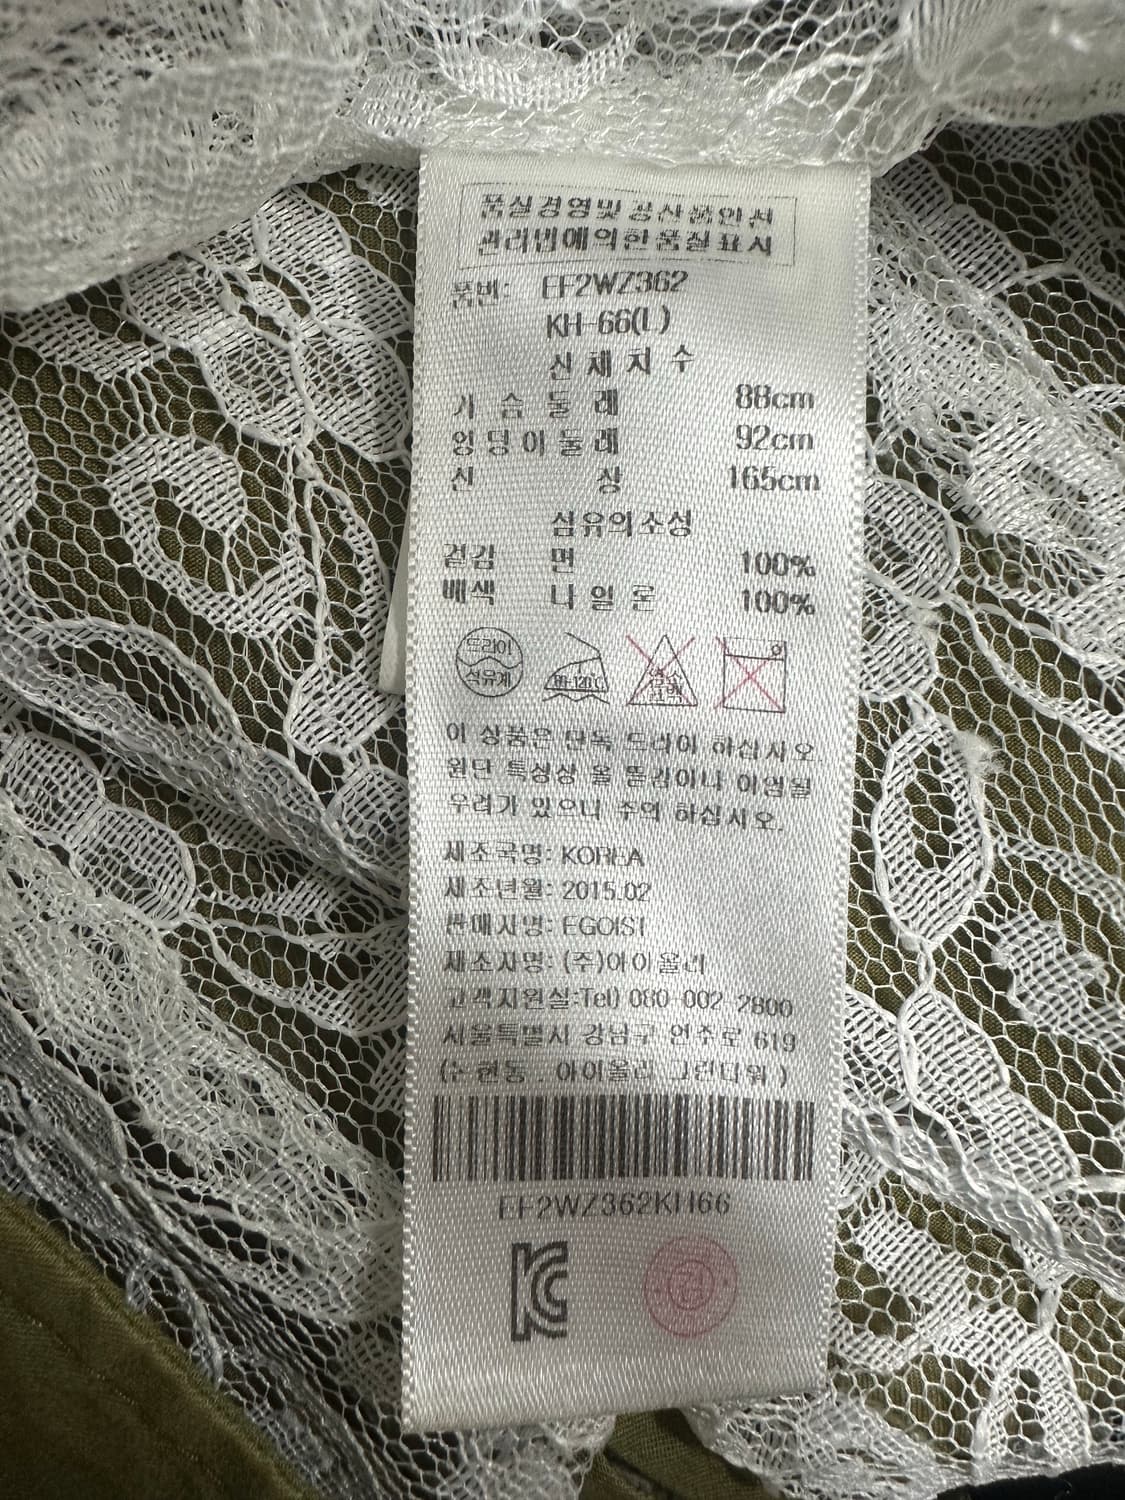 품질경영및공산품안전
관리법에의한품질표시
품번: EF2WZ362
KH-66(L)
신체치수
가슴둘레 88cm
엉덩이둘레 92cm
신장 165cm
섬유의조성
겉감 면 100%
배색 나일론 100%
드라이
석유계
염소
표백
이 상품은 단독 드라이 하십시오.
원단 특성상 올 뜯김이나 이염될
우려가 있으니 주의 하십시오.
제조국명: KOREA
제조년월: 2015.02
판매자명: EGOIST
제조자명: (주)아이올리
고객지원실:Tel) 080-002-2800
서울특별시 강남구 언주로 619
(논현동 . 아이올리 그린타워)
EF2WZ362KH66